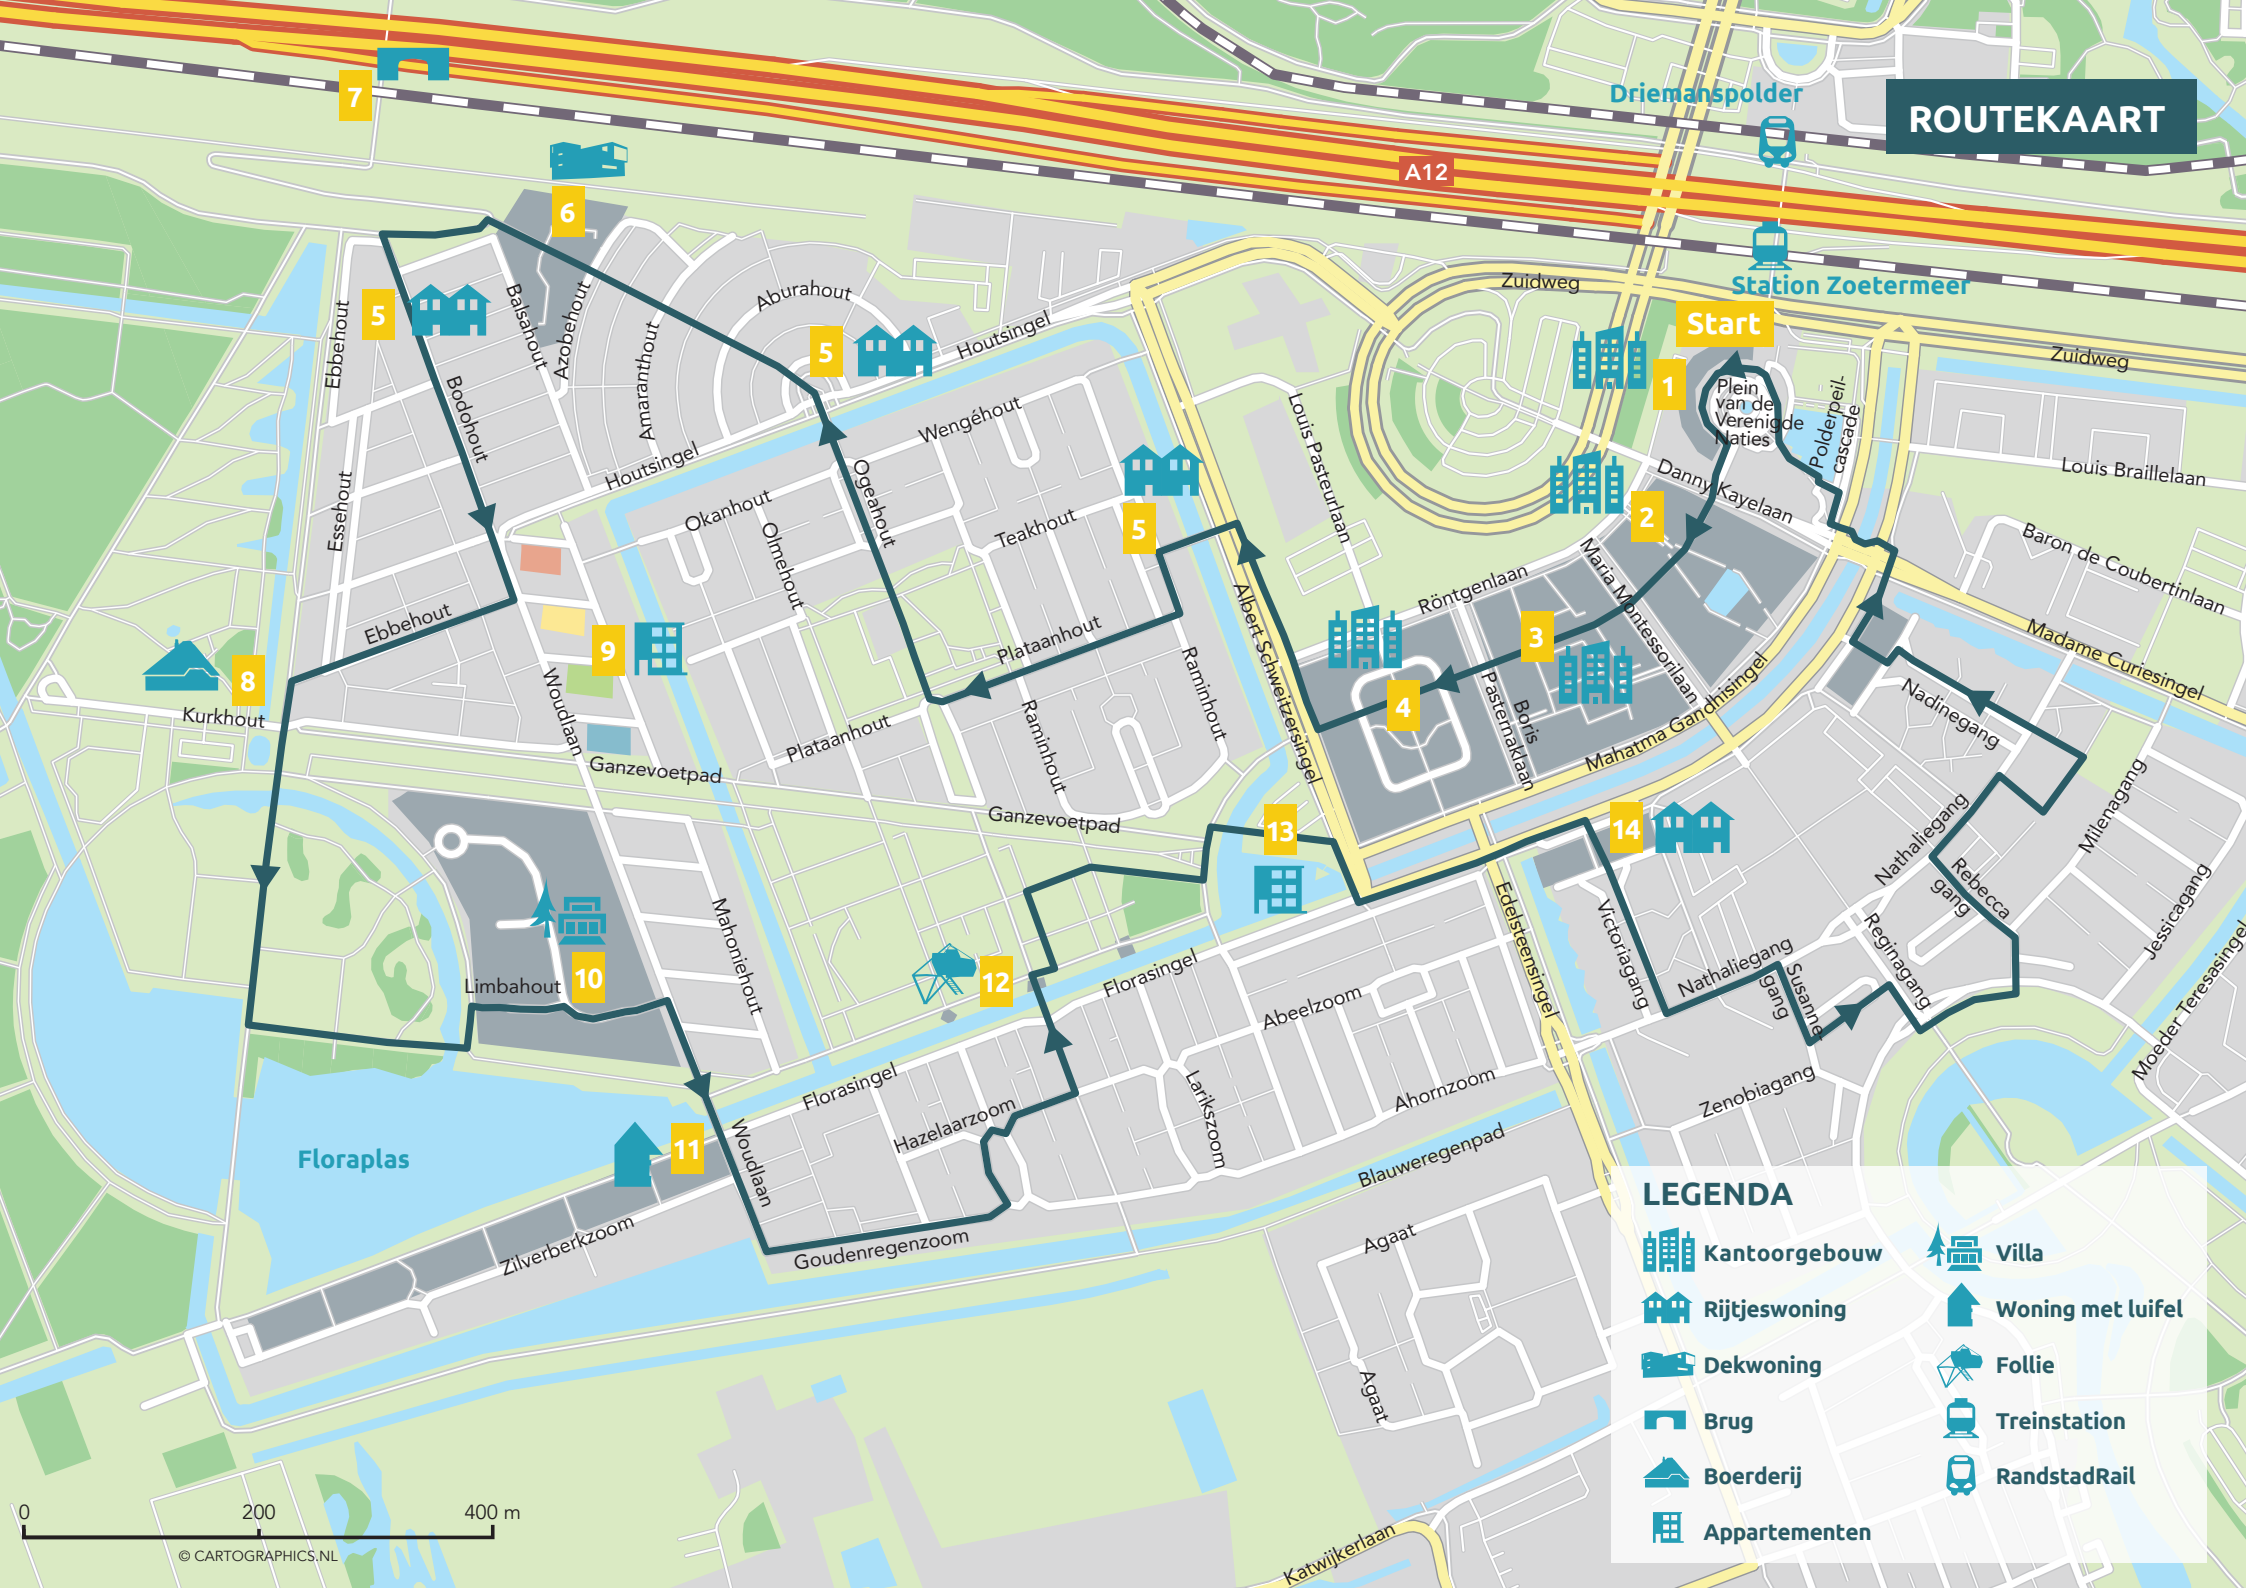 ROUTEKAART
Driemanspolder
A12
7
6
Station Zoetermeer
Zuidweg
Start
Zuidweg
5
Ebbehout
Balsahout
Azobehout
Amaranthout
Aburahout
5
Houtsingel
1
Plein
van de
Verenigde
Naties
Polderpeil-
cascade
Louis Braillelaan
Bodohout
Houtsingel
Wengéhout
Louis Pasteurlaan
Danny Kayelaan
2
Essehout
Okanhout
Olmehout
Ogeahout
Teakhout
5
Baron de Coubertinlaan
Ebbehout
9
8
Kurkhout
Woudlaan
Plataanhout
Plataanhout
Raminhout
Raminhout
Albert Schweitzersingel
Röntgenlaan
Maria Montessorilaan
3
4
Boris
Pasternaklaan
Mahatma Gandhisingel
Madame Curiesingel
Nadinegang
Ganzevoetpad
Ganzevoetpad
13
14
Nathaliegang
Milenagang
Rebecca
gang
Jessicagang
Mahoniehout
Limbahout
10
12
Florasingel
Abeelzoom
Edelsteensingel
Victoriagang
Nathaliegang
Susanne
gang
Reginagang
Moeder Teresasingel
Florasingel
Hazelaarzoom
Larikszoom
Ahornzoom
Zenobiagang
Floraplas
11
Woudlaan
Blauweregenpad
Zilverberkzoom
Goudenregenzoom
Agaat
Agaat
Katwijkerlaan
LEGENDA
Kantoorgebouw
Rijtjeswoning
Dekwoning
Brug
Boerderij
Appartementen
Villa
Woning met luifel
Follie
Treinstation
RandstadRail
0 200 400 m
© CARTOGRAPHICS.NL